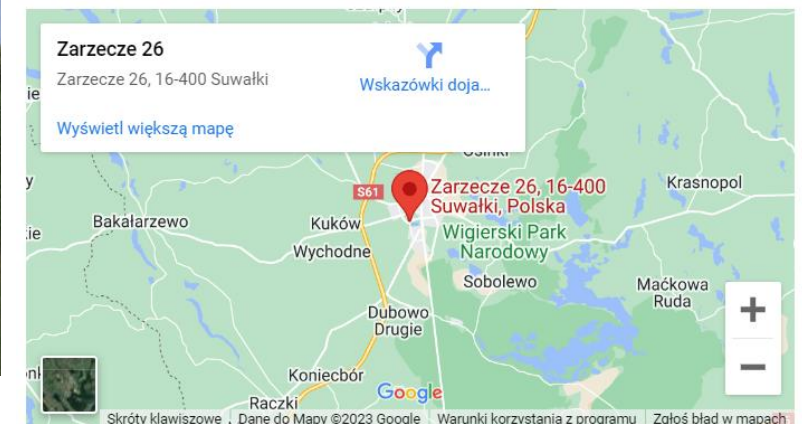 Zarzecze 26
Zarzecze 26, 16-400 Suwałki
Wskazówki doja...
Wyświetl większą mapę
S61
Zarzecze 26, 16-400
Suwałki, Polska
Krasnopol
Bakałarzewo
Kuków
Wigierski Park
Narodowy
Wychodne
Sobolewo
Maćkowa
Ruda
Dubowo
Drugie
Koniecbór
Raczki
Google
Skróty klawiszowe
Dane do Mapy ©2023 Google
Warunki korzystania z programu
Zgłoś błąd w mapach